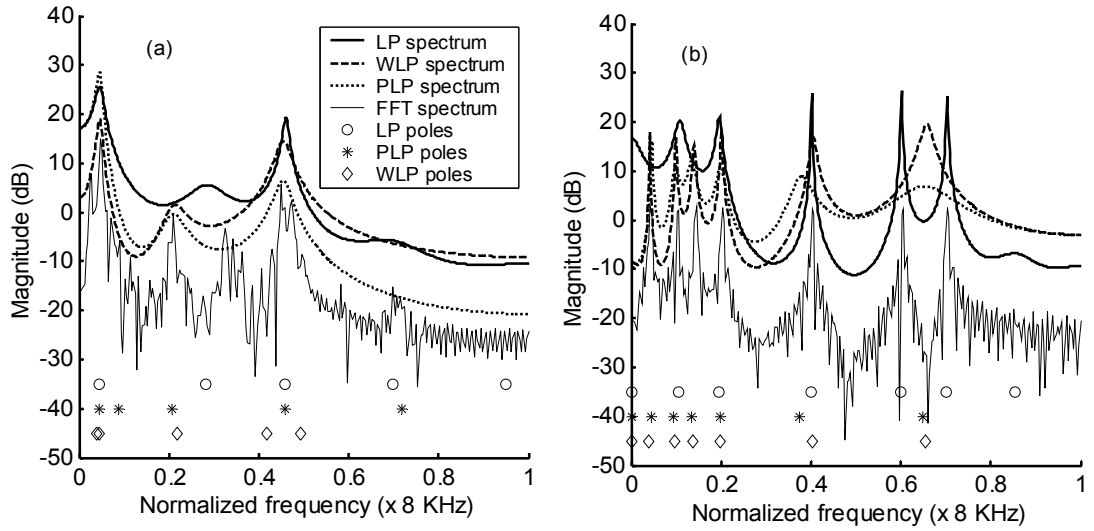 (a)
LP spectrum
WLP spectrum
PLP spectrum
FFT spectrum
LP poles
PLP poles
WLP poles
40
30
20
10
0
-10
-20
-30
-40
-50
Magnitude (dB)
0
0.2
0.4
0.6
0.8
1
Normalized frequency (x 8 KHz)
(b)
40
30
20
10
0
-10
-20
-30
-40
-50
Magnitude (dB)
0
0.2
0.4
0.6
0.8
1
Normalized frequency (x 8 KHz)